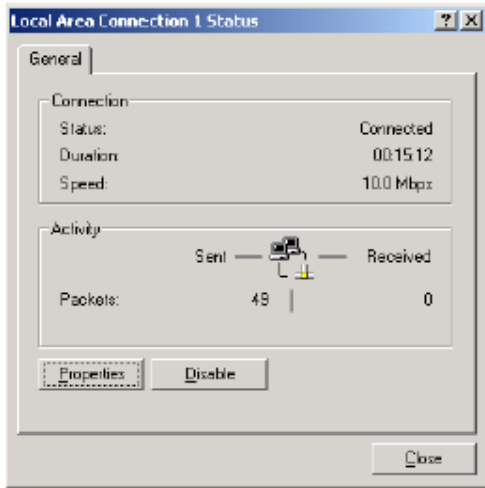 Local Area Connection 1 Status
General
Connection
Status: Connected
Duration: 00:15:12
Speed: 10.0 Mbps
Activity
Sent Received
Packets: 49 0
Properties Disable
Close